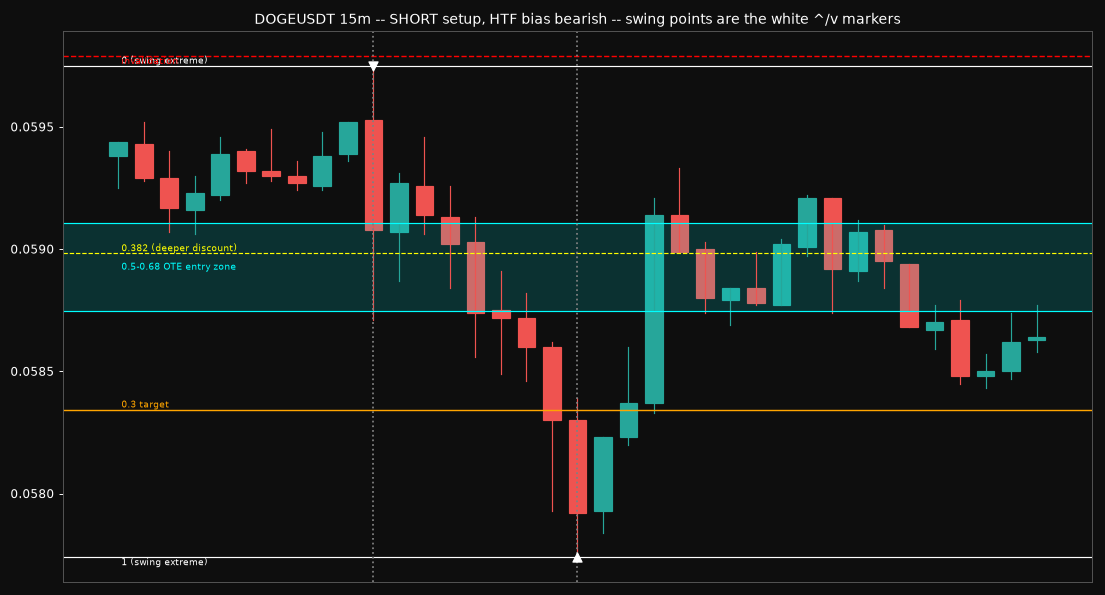 DOGEUSDT 15m -- SHORT setup, HTF bias bearish -- swing points are the white ^/v markers
0 (swing extreme)
0.0595
0.382 (deeper discount)
0.0590
0.5-0.68 OTE entry zone
0.0585
0.3 target
0.0580
1 (swing extreme)